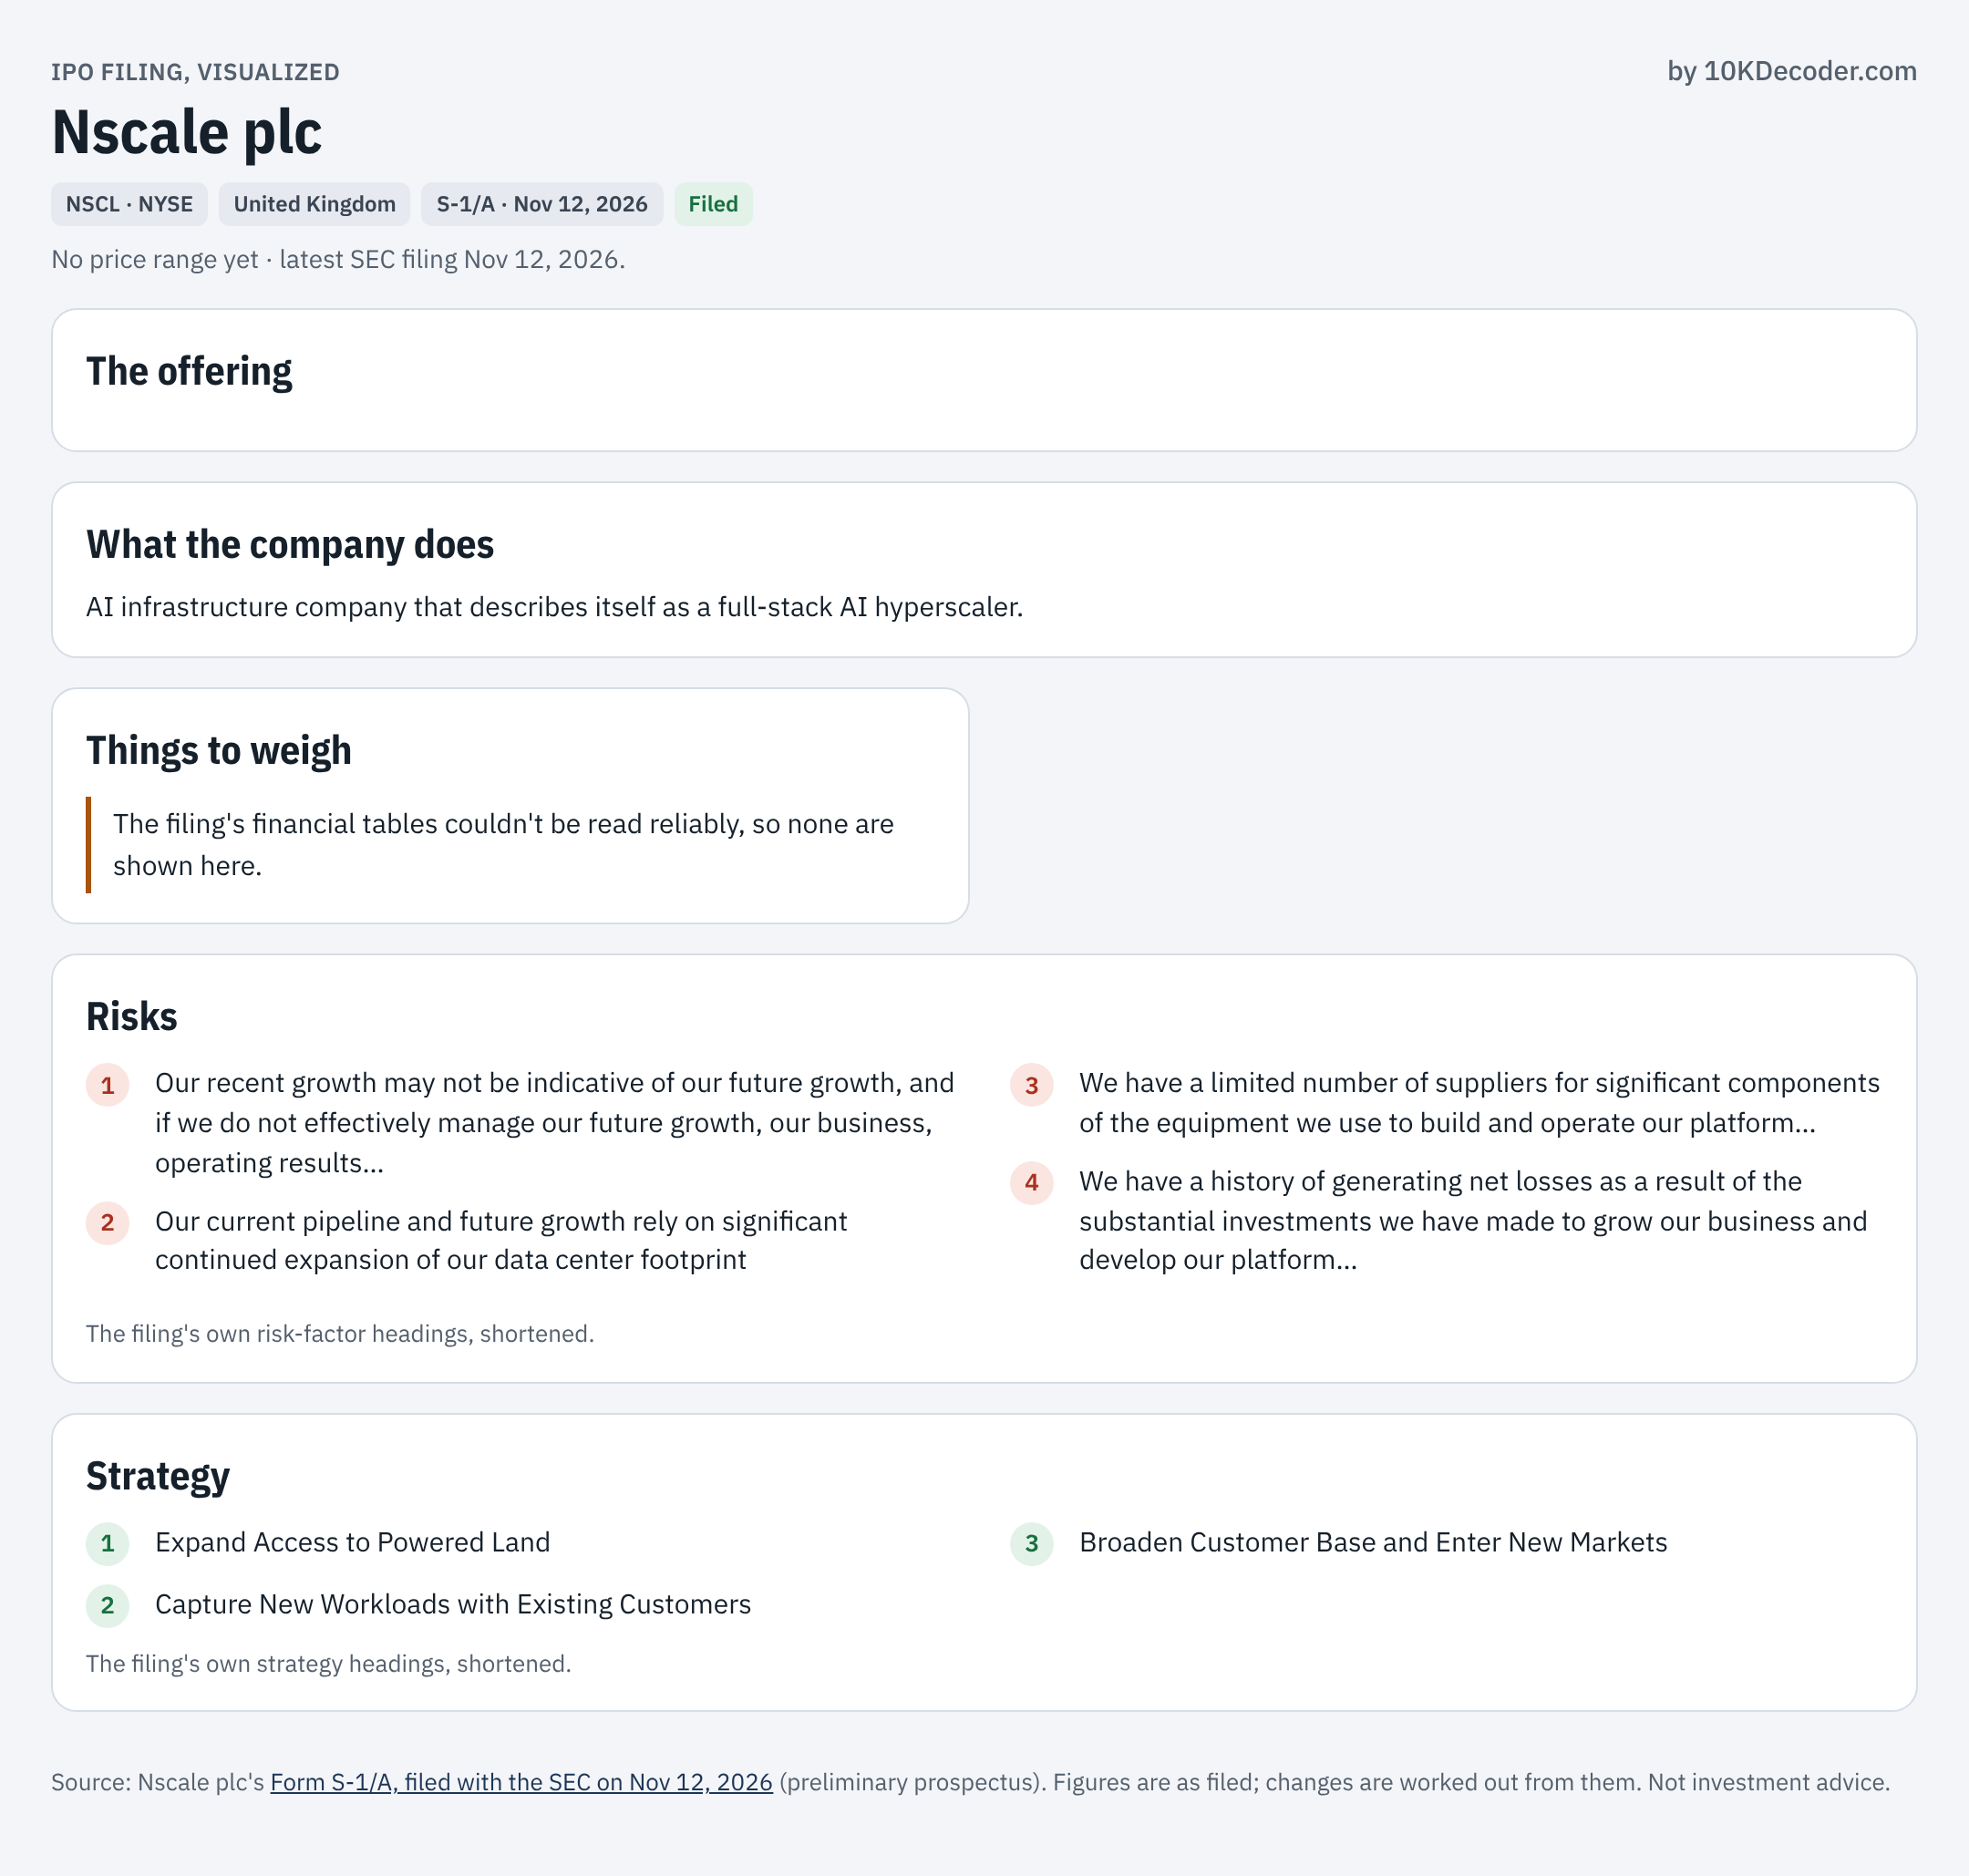 IPO FILING, VISUALIZED
by 10KDecoder.com
Nscale plc
NSCL · NYSE
United Kingdom
S-1/A · Nov 12, 2026
Filed
No price range yet · latest SEC filing Nov 12, 2026.
The offering
What the company does
AI infrastructure company that describes itself as a full-stack AI hyperscaler.
Things to weigh
The filing's financial tables couldn't be read reliably, so none are
shown here.
Risks
1 Our recent growth may not be indicative of our future growth, and
if we do not effectively manage our future growth, our business,
operating results...
2 Our current pipeline and future growth rely on significant
continued expansion of our data center footprint
3 We have a limited number of suppliers for significant components
of the equipment we use to build and operate our platform...
4 We have a history of generating net losses as a result of the
substantial investments we have made to grow our business and
develop our platform...
The filing's own risk-factor headings, shortened.
Strategy
1 Expand Access to Powered Land
2 Capture New Workloads with Existing Customers
3 Broaden Customer Base and Enter New Markets
The filing's own strategy headings, shortened.
Source: Nscale plc's Form S-1/A, filed with the SEC on Nov 12, 2026 (preliminary prospectus). Figures are as filed; changes are worked out from them. Not investment advice.